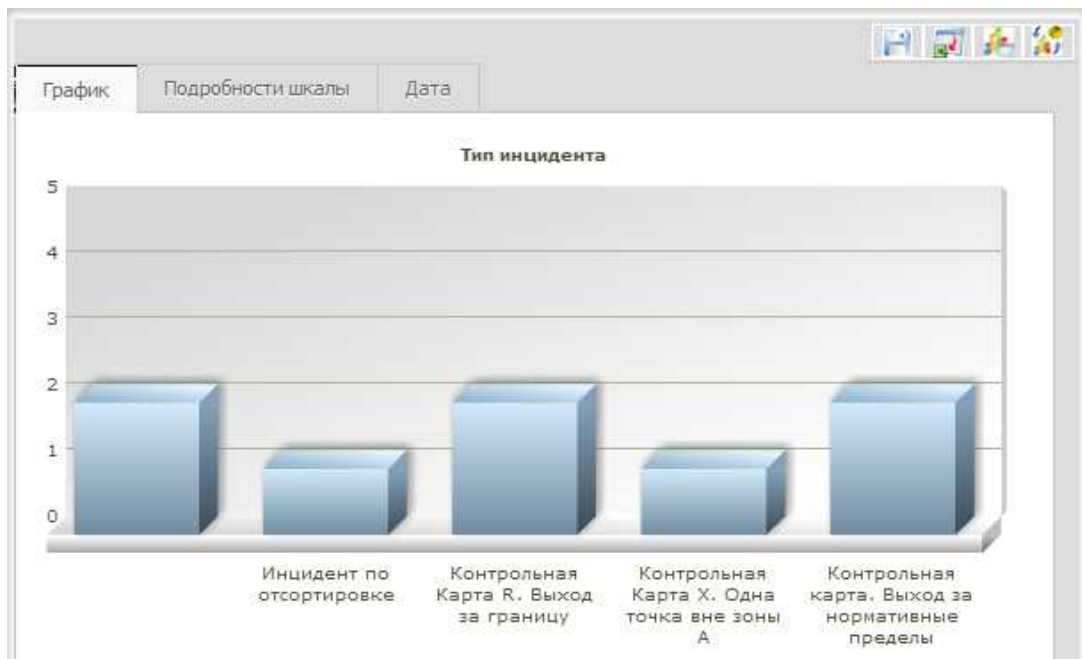 График Подробности шкалы Дата
Тип инцидента
5
4
3
2
1
0
Инцидент по
отсортировке
Контрольная
Карта R. Выход
за границу
Контрольная
Карта X. Одна
точка вне зоны
А
Контрольная
карта. Выход за
нормативные
пределы